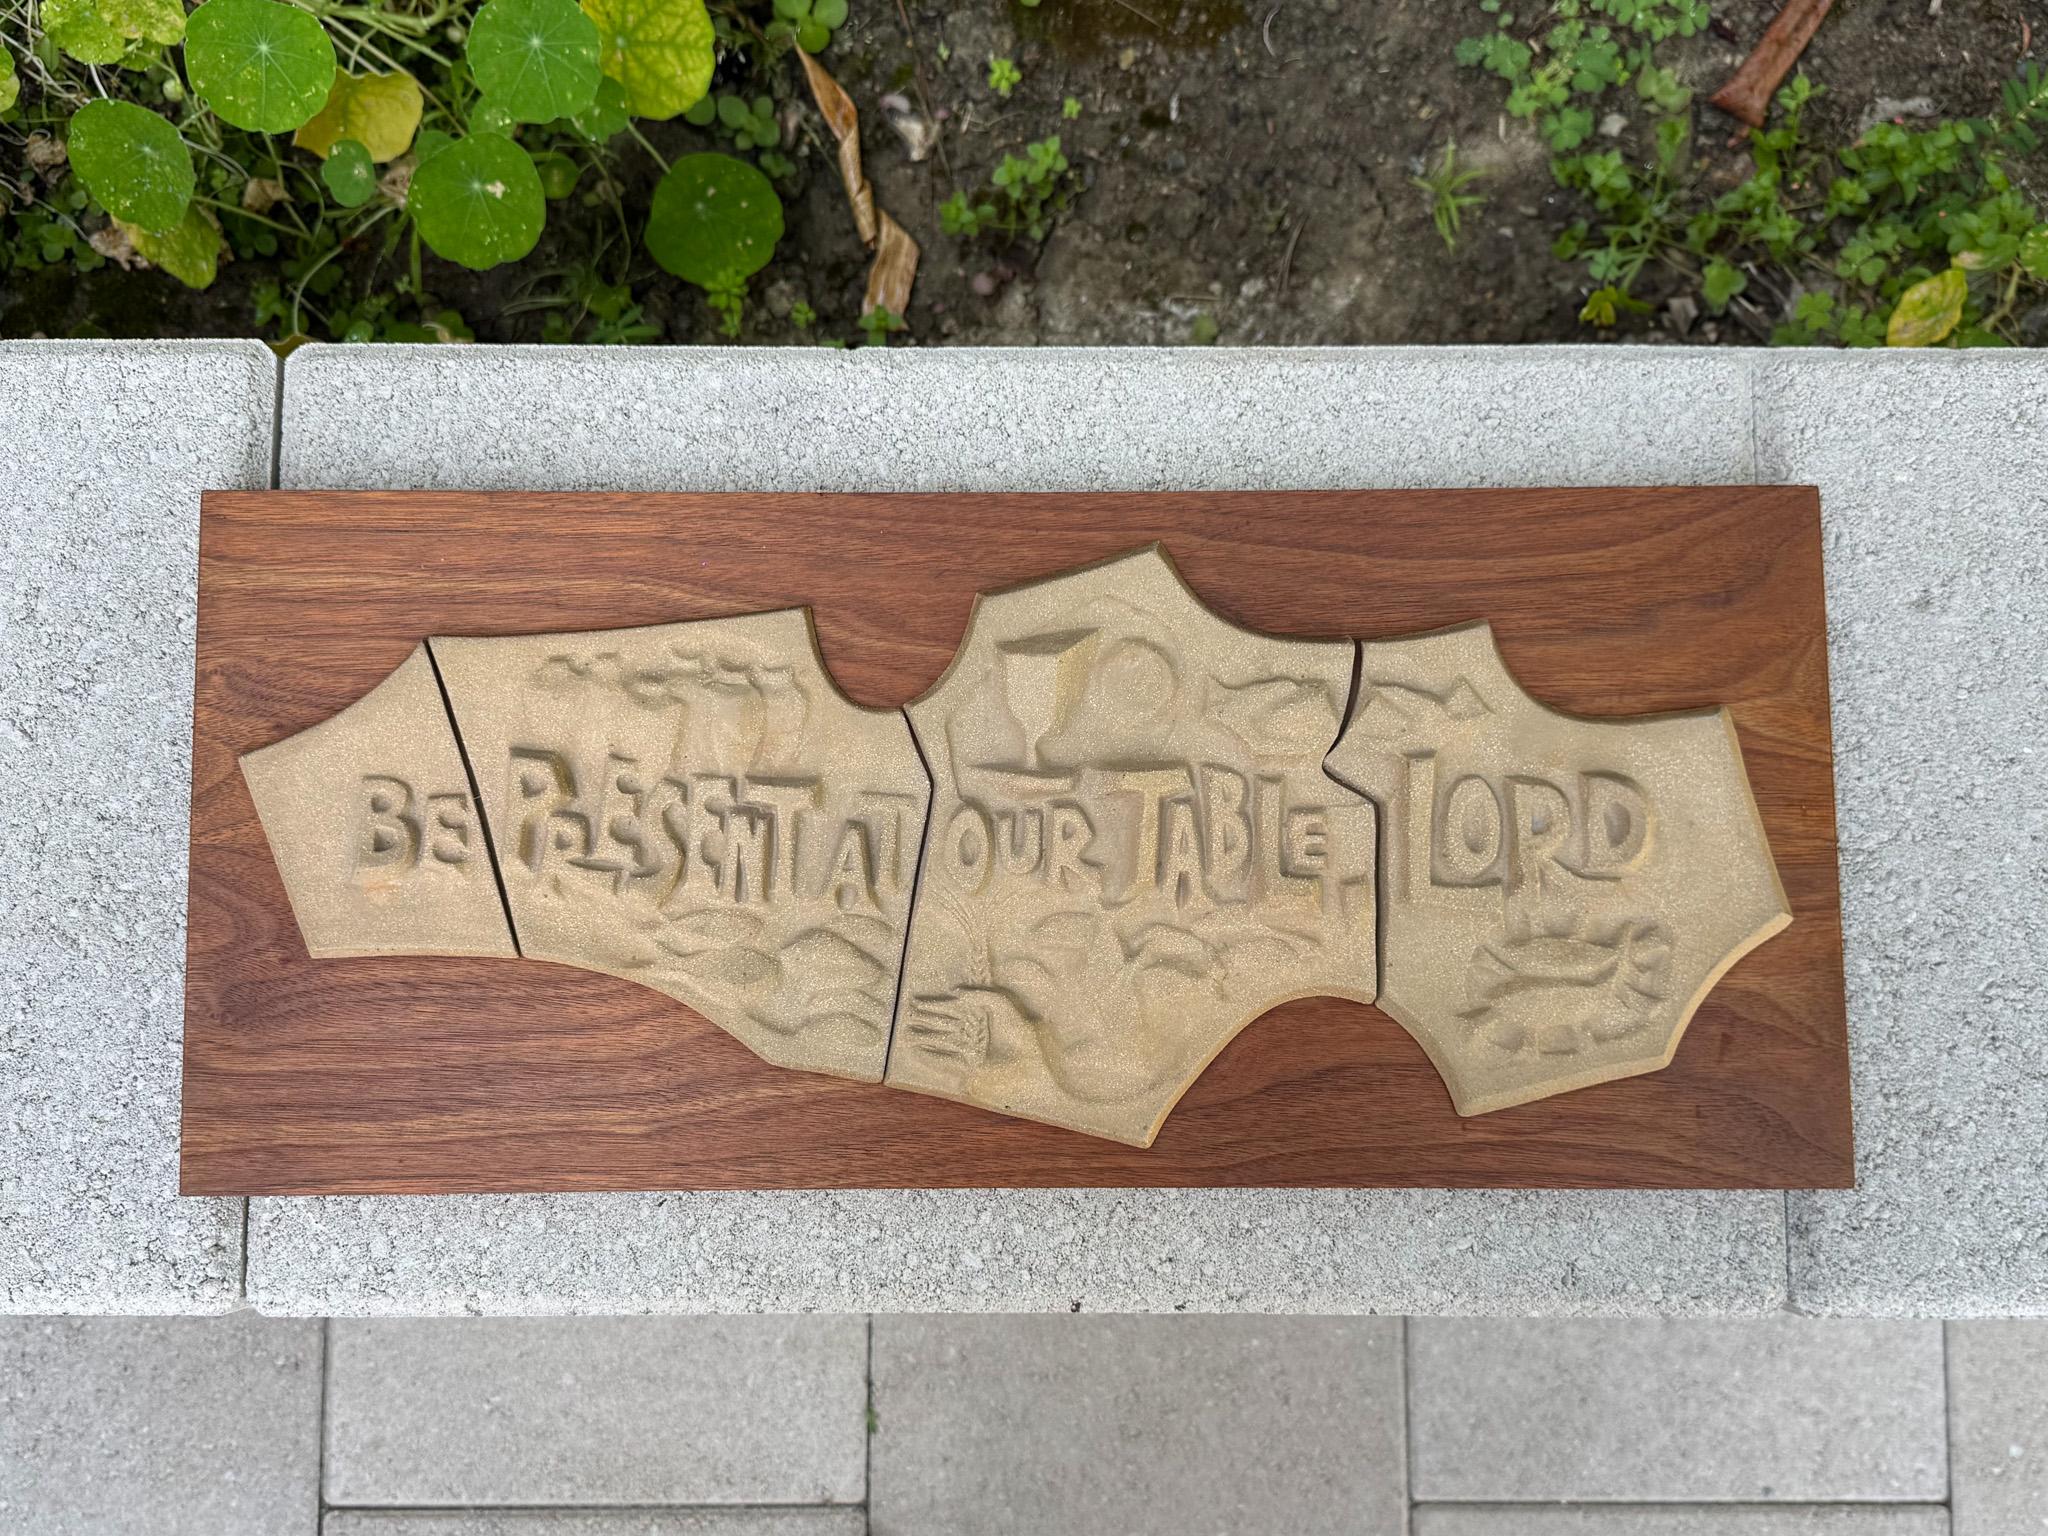 BE PRESENT AT OUR TABLE, LORD